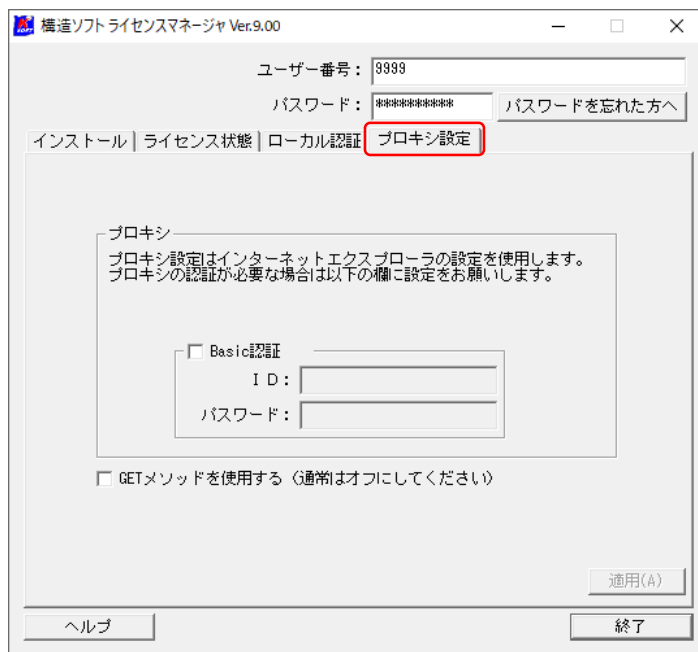 構造ソフト ライセンスマネージャ Ver.9.00
ユーザー番号： 9999
パスワード： ********** パスワードを忘れた方へ
インストール ライセンス状態 ローカル認証 プロキシ設定
プロキシ
プロキシ設定はインターネットエクスプローラの設定を使用します。
プロキシの認証が必要な場合は以下の欄に設定をお願いします。
Basic認証
ＩＤ：
パスワード：
GETメソッドを使用する（通常はオフにしてください）
適用(A)
ヘルプ 終了